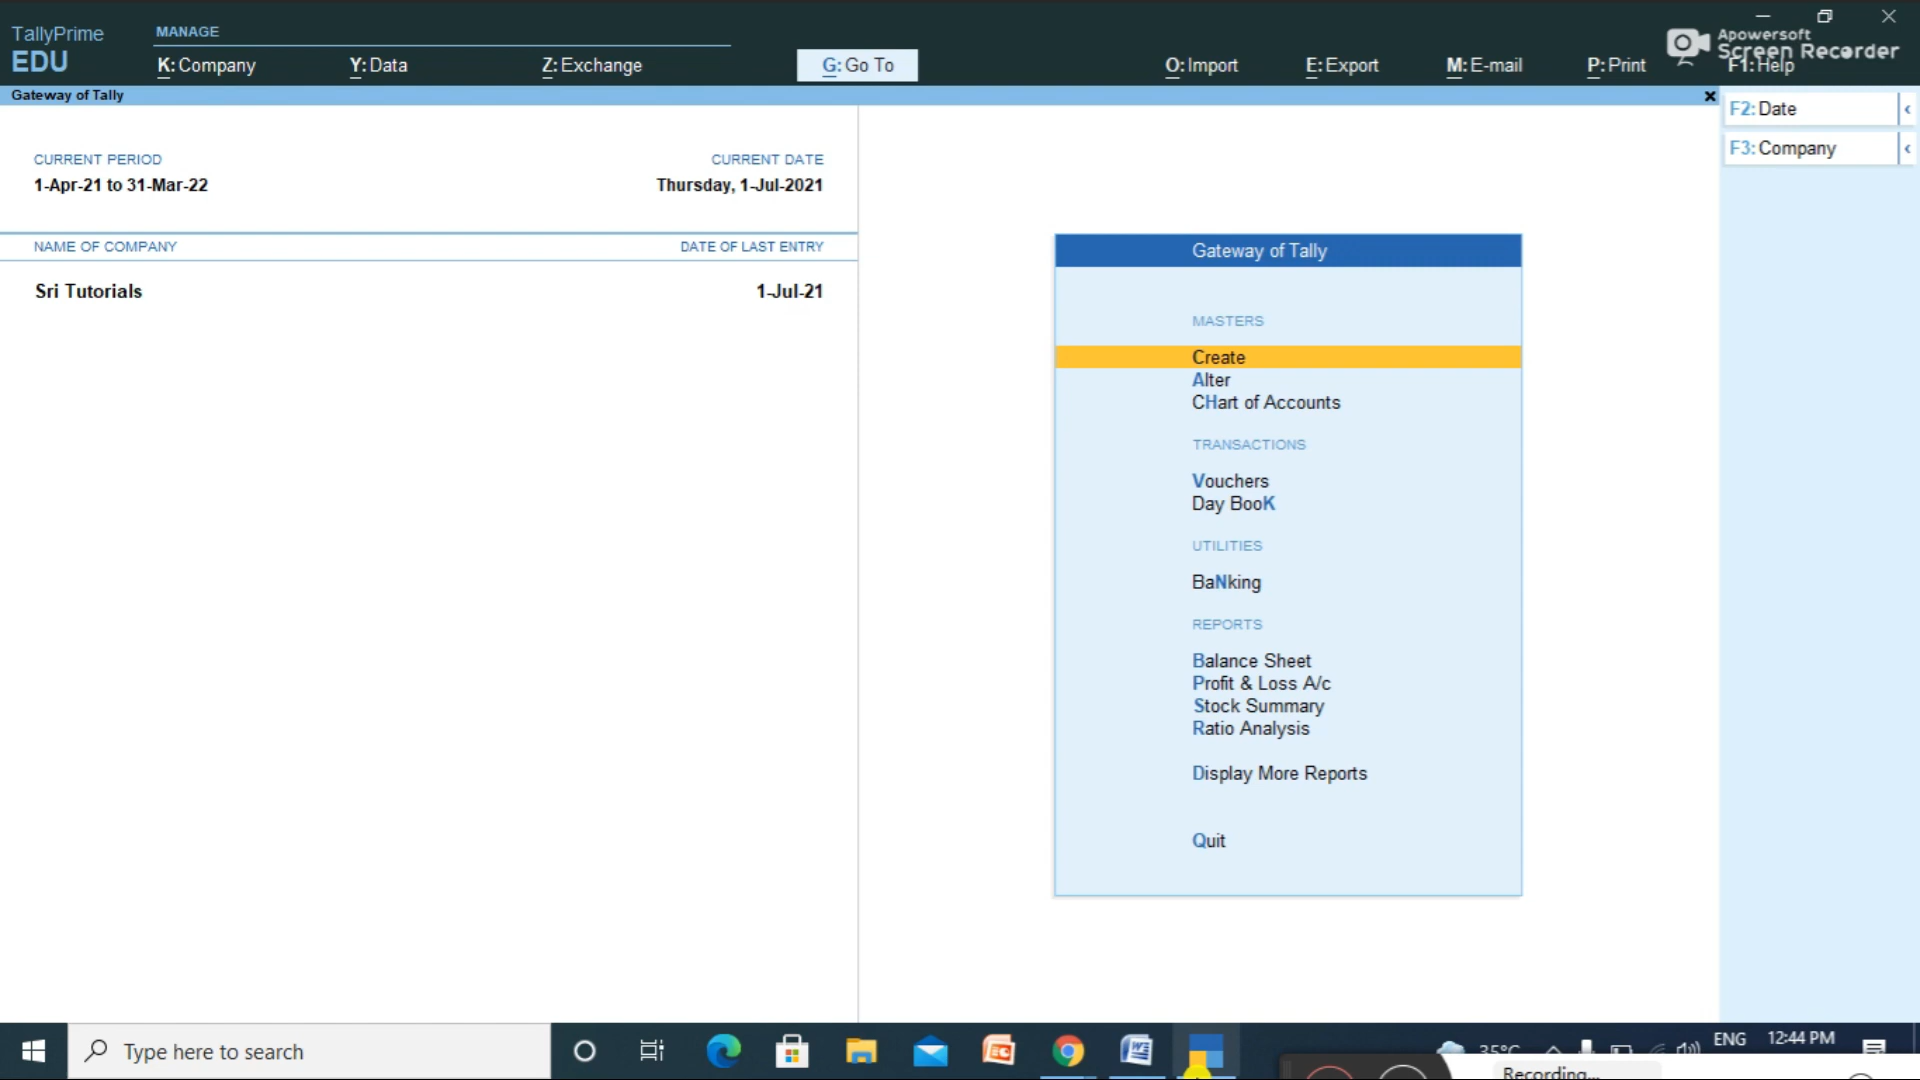 TallyPrime
EDU
MANAGE
K: Company
Y: Data
Z: Exchange
G: Go To
O: Import
E: Export
M: E-mail
P: Print
F1: Help
Apowersoft
Screen Recorder
Gateway of Tally
F2: Date
F3: Company
CURRENT PERIOD
CURRENT DATE
1-Apr-21 to 31-Mar-22
Thursday, 1-Jul-2021
NAME OF COMPANY
DATE OF LAST ENTRY
Sri Tutorials
1-Jul-21
Gateway of Tally
MASTERS
Create
Alter
CHart of Accounts
TRANSACTIONS
Vouchers
Day BooK
UTILITIES
BaNking
REPORTS
Balance Sheet
Profit & Loss A/c
Stock Summary
Ratio Analysis
Display More Reports
Quit
Type here to search
35°C
ENG
12:44 PM
Recording...